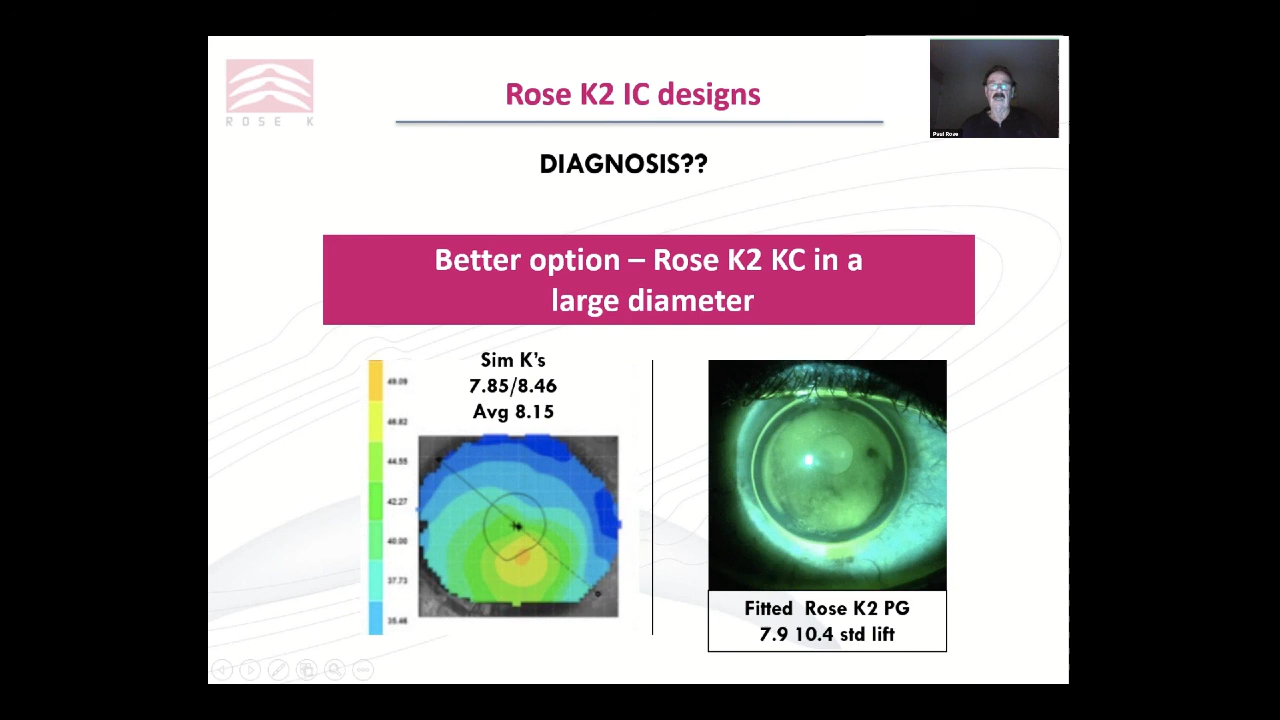 ROSE K
Rose K2 IC designs
Paul Rose
DIAGNOSIS??
Better option – Rose K2 KC in a
large diameter
Sim K's
7.85/8.46
Avg 8.15
49.09
46.82
44.55
42.27
40.00
37.73
35.46
Fitted Rose K2 PG
7.9 10.4 std lift